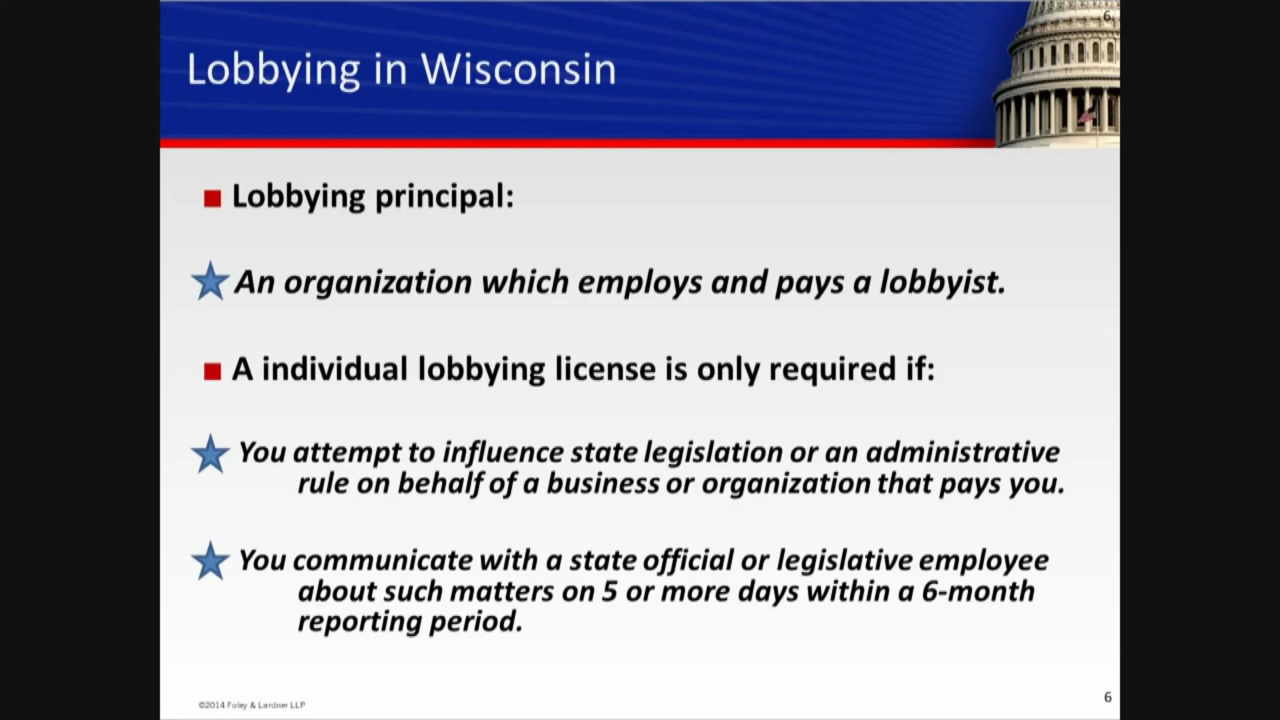 6
Lobbying in Wisconsin
Lobbying principal:
An organization which employs and pays a lobbyist.
A individual lobbying license is only required if:
You attempt to influence state legislation or an administrative
rule on behalf of a business or organization that pays you.
You communicate with a state official or legislative employee
about such matters on 5 or more days within a 6-month
reporting period.
©2014 Foley & Lardner LLP
6